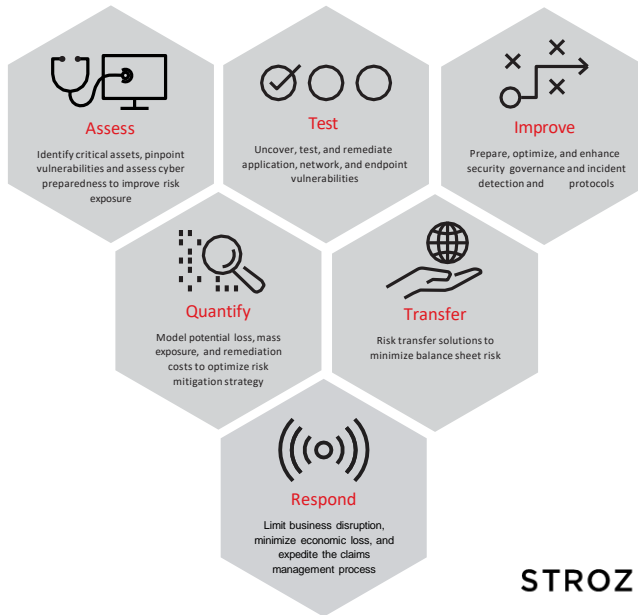 Assess
Identify critical assets, pinpoint
vulnerabilities and assess cyber
preparedness to improve risk
exposure
Test
Uncover, test, and remediate
application, network, and endpoint
vulnerabilities
Improve
Prepare, optimize, and enhance
security governance and incident
detection and protocols
Quantify
Model potential loss, mass
exposure, and remediation
costs to optimize risk
mitigation strategy
Transfer
Risk transfer solutions to
minimize balance sheet risk
Respond
Limit business disruption,
minimize economic loss, and
expedite the claims
management process
STROZ